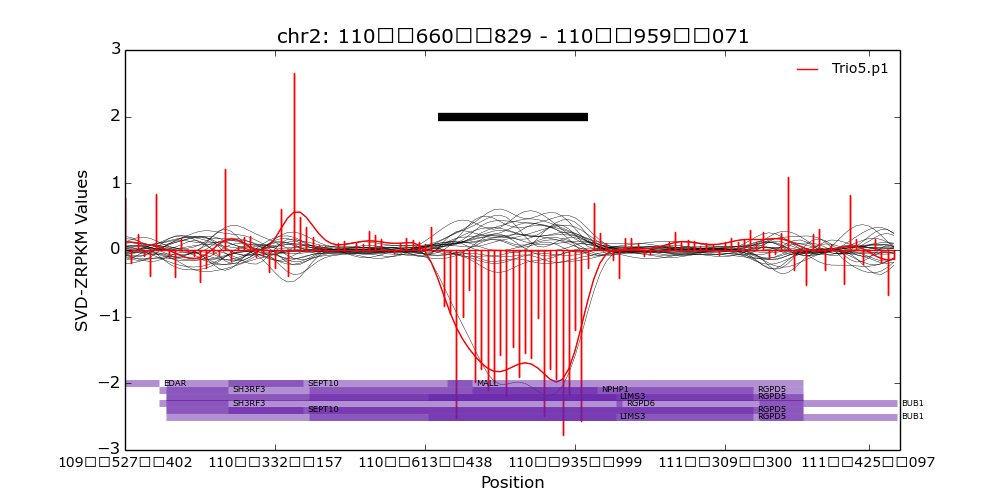 chr2: 110□□660□□829 - 110□□959□□071
Trio5.p1
3
2
1
0
−1
−2
−3
SVD-ZRPKM Values
EDAR SEPT10 MALL
SH3RF3 NPHP1 RGPD5
LIMS3 RGPD5
SH3RF3 RGPD6 BUB1
SEPT10 RGPD5
LIMS3 RGPD5 BUB1
109□□527□□402 110□□332□□157 110□□613□□438 110□□935□□999 111□□309□□300 111□□425□□097
Position